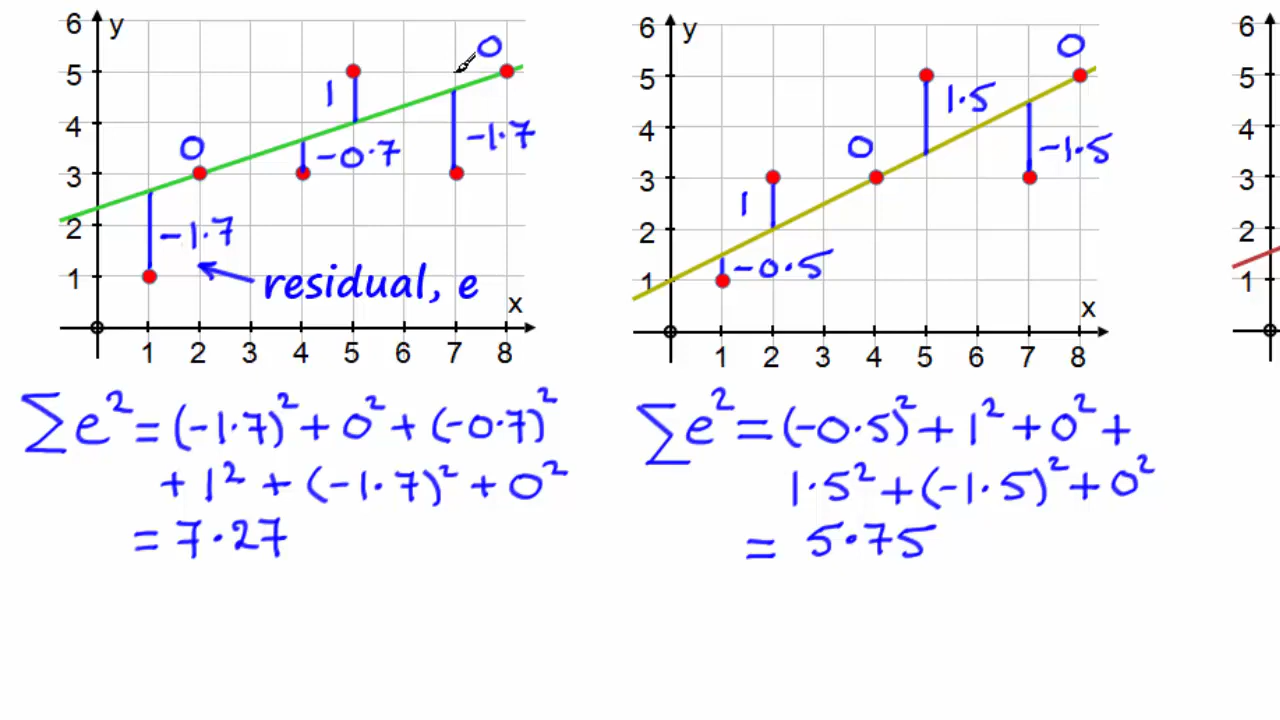 6 y
5
4
3
2
1
0
1
0
-0.7
-1.7
-1.7
residual, e
x
1 2 3 4 5 6 7 8
∑e² = (-1.7)² + 0² + (-0.7)²
+ 1² + (-1.7)² + 0²
= 7.27
6 y
5
4
3
2
1
0
1.5
0
-1.5
1
-0.5
x
1 2 3 4 5 6 7 8
∑e² = (-0.5)² + 1² + 0² +
1.5² + (-1.5)² + 0²
= 5.75
6
5
4
3
2
1